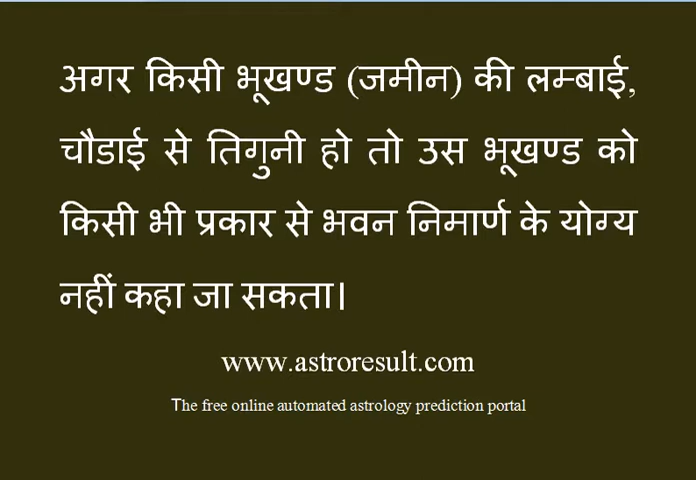 अगर किसी भूखण्ड (जमीन) की लम्बाई,
चौडाई से तिगुनी हो तो उस भूखण्ड को
किसी भी प्रकार से भवन निमार्ण के योग्य
नहीं कहा जा सकता।
www.astroresult.com
The free online automated astrology prediction portal